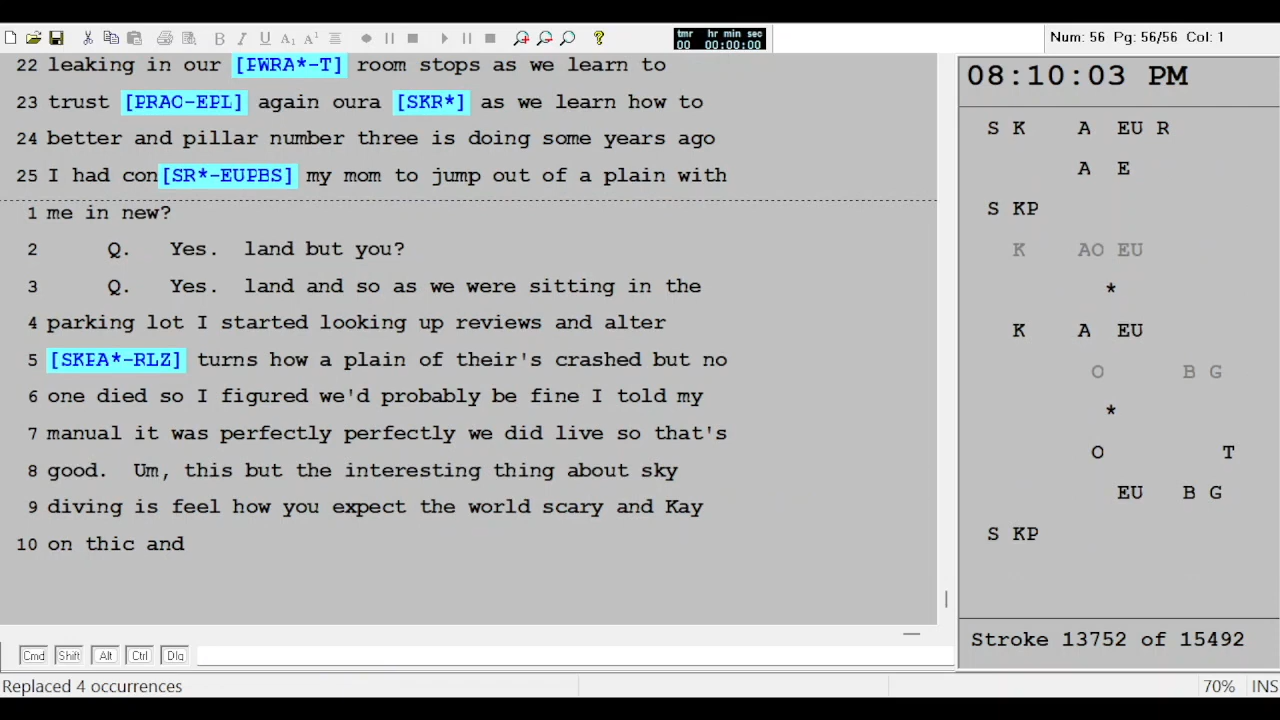 B I U A₁ A¹ ?
tmr hr min sec
00 00:00:00
Num: 56 Pg: 56/56 Col: 1
22 leaking in our [PWRA*-T] room stops as we learn to
23 trust [PRAO-EPL] again oura [SKR*] as we learn how to
24 better and pillar number three is doing some years ago
25 I had con[SR*-EUPBS] my mom to jump out of a plain with
1 me in new?
2 Q. Yes. land but you?
3 Q. Yes. land and so as we were sitting in the
4 parking lot I started looking up reviews and alter
5 [SKPA*-RLZ] turns how a plain of their's crashed but no
6 one died so I figured we'd probably be fine I told my
7 manual it was perfectly perfectly we did live so that's
8 good. Um, this but the interesting thing about sky
9 diving is feel how you expect the world scary and Kay
10 on thic and
08:10:03 PM
S K A EU R
A E
S KP
K AO EU
*
K A EU
O B G
*
O T
EU B G
S KP
Stroke 13752 of 15492
Cmd Shift Alt Ctrl Dlg
Replaced 4 occurrences
70% INS